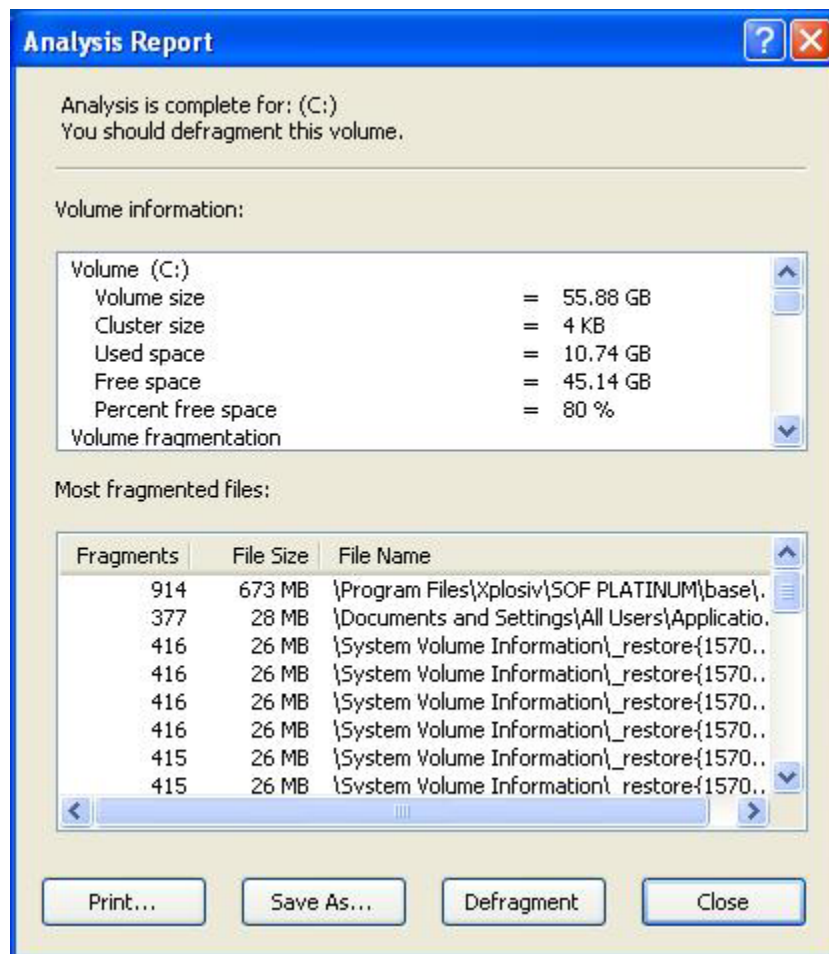 Analysis Report
Analysis is complete for: (C:)
You should defragment this volume.
Volume information:
Volume (C:)
Volume size = 55.88 GB
Cluster size = 4 KB
Used space = 10.74 GB
Free space = 45.14 GB
Percent free space = 80 %
Volume fragmentation
Most fragmented files:
Fragments File Size File Name
914 673 MB \Program Files\Xplosiv\SOF PLATINUM\base\.
377 28 MB \Documents and Settings\All Users\Applicatio.
416 26 MB \System Volume Information\_restore{1570..
416 26 MB \System Volume Information\_restore{1570..
416 26 MB \System Volume Information\_restore{1570..
416 26 MB \System Volume Information\_restore{1570..
415 26 MB \System Volume Information\_restore{1570..
415 26 MB \System Volume Information\_restore{1570..
Print... Save As... Defragment Close